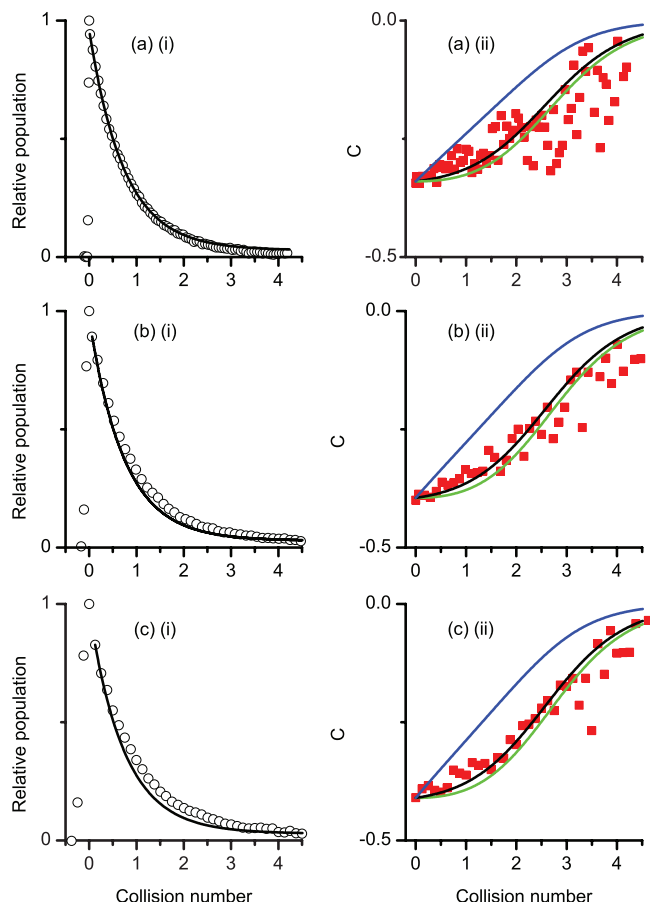 (a) (i)
Relative population
1
0
0 1 2 3 4
(a) (ii)
C
0.0
-0.5
0 1 2 3 4
(b) (i)
Relative population
1
0
0 1 2 3 4
(b) (ii)
C
0.0
-0.5
0 1 2 3 4
(c) (i)
Relative population
1
0
0 1 2 3 4
Collision number
(c) (ii)
C
0.0
-0.5
0 1 2 3 4
Collision number